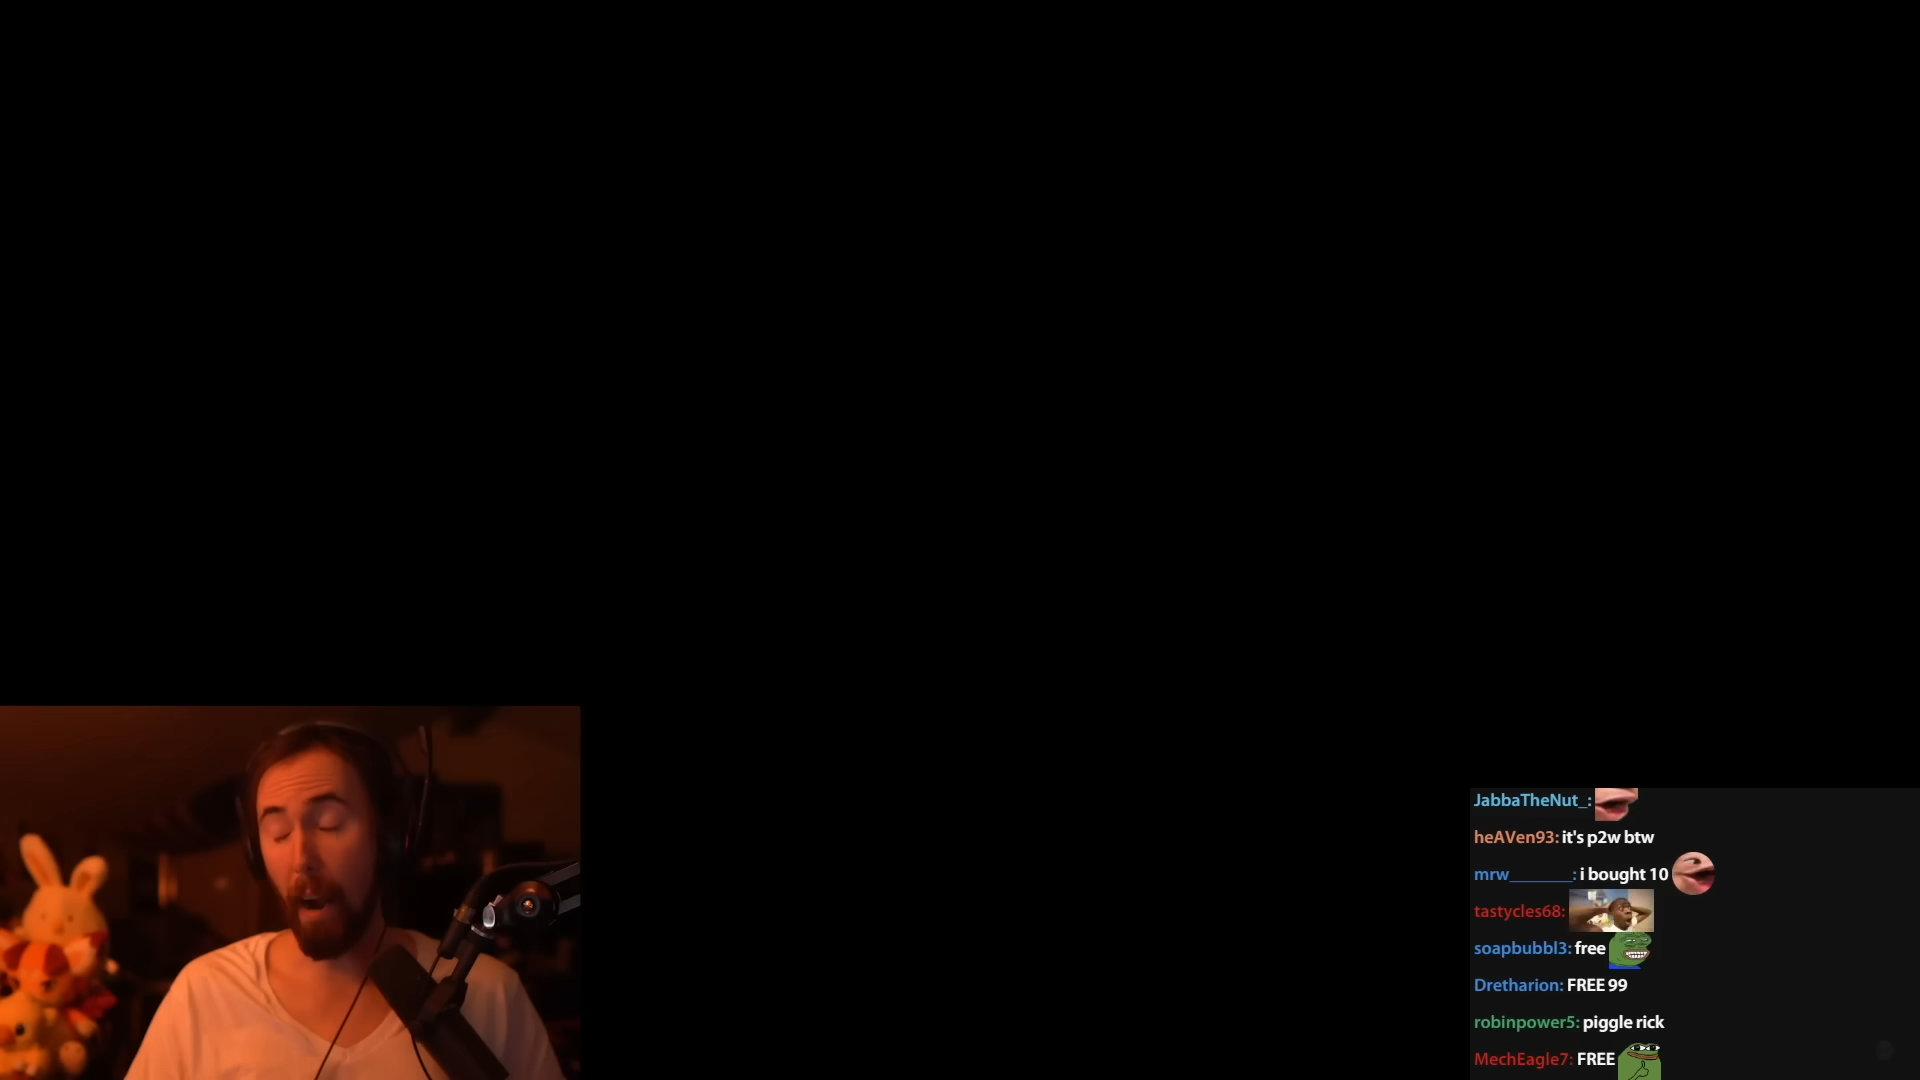 JabbaTheNut_:
heAVen93: it's p2w btw
mrw_______: i bought 10
tastycles68:
soapbubbl3: free
Dretharion: FREE 99
robinpower5: piggle rick
MechEagle7: FREE